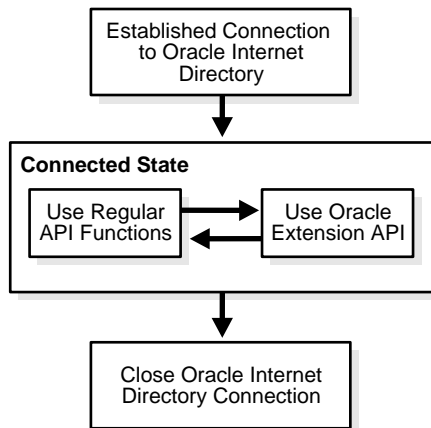 Established Connection
to Oracle Internet
Directory
Connected State
Use Regular
API Functions
Use Oracle
Extension API
Close Oracle Internet
Directory Connection